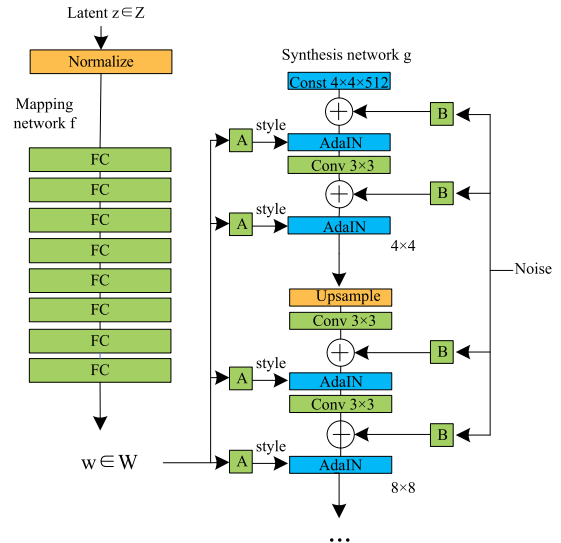 Latent z∈Z
Normalize
Mapping
network f
FC
FC
FC
FC
FC
FC
FC
FC
w∈W
Synthesis network g
Const 4×4×512
B
A
style
AdaIN
Conv 3×3
B
A
style
AdaIN
4×4
Noise
Upsample
Conv 3×3
B
A
style
AdaIN
Conv 3×3
B
A
style
AdaIN
8×8
...